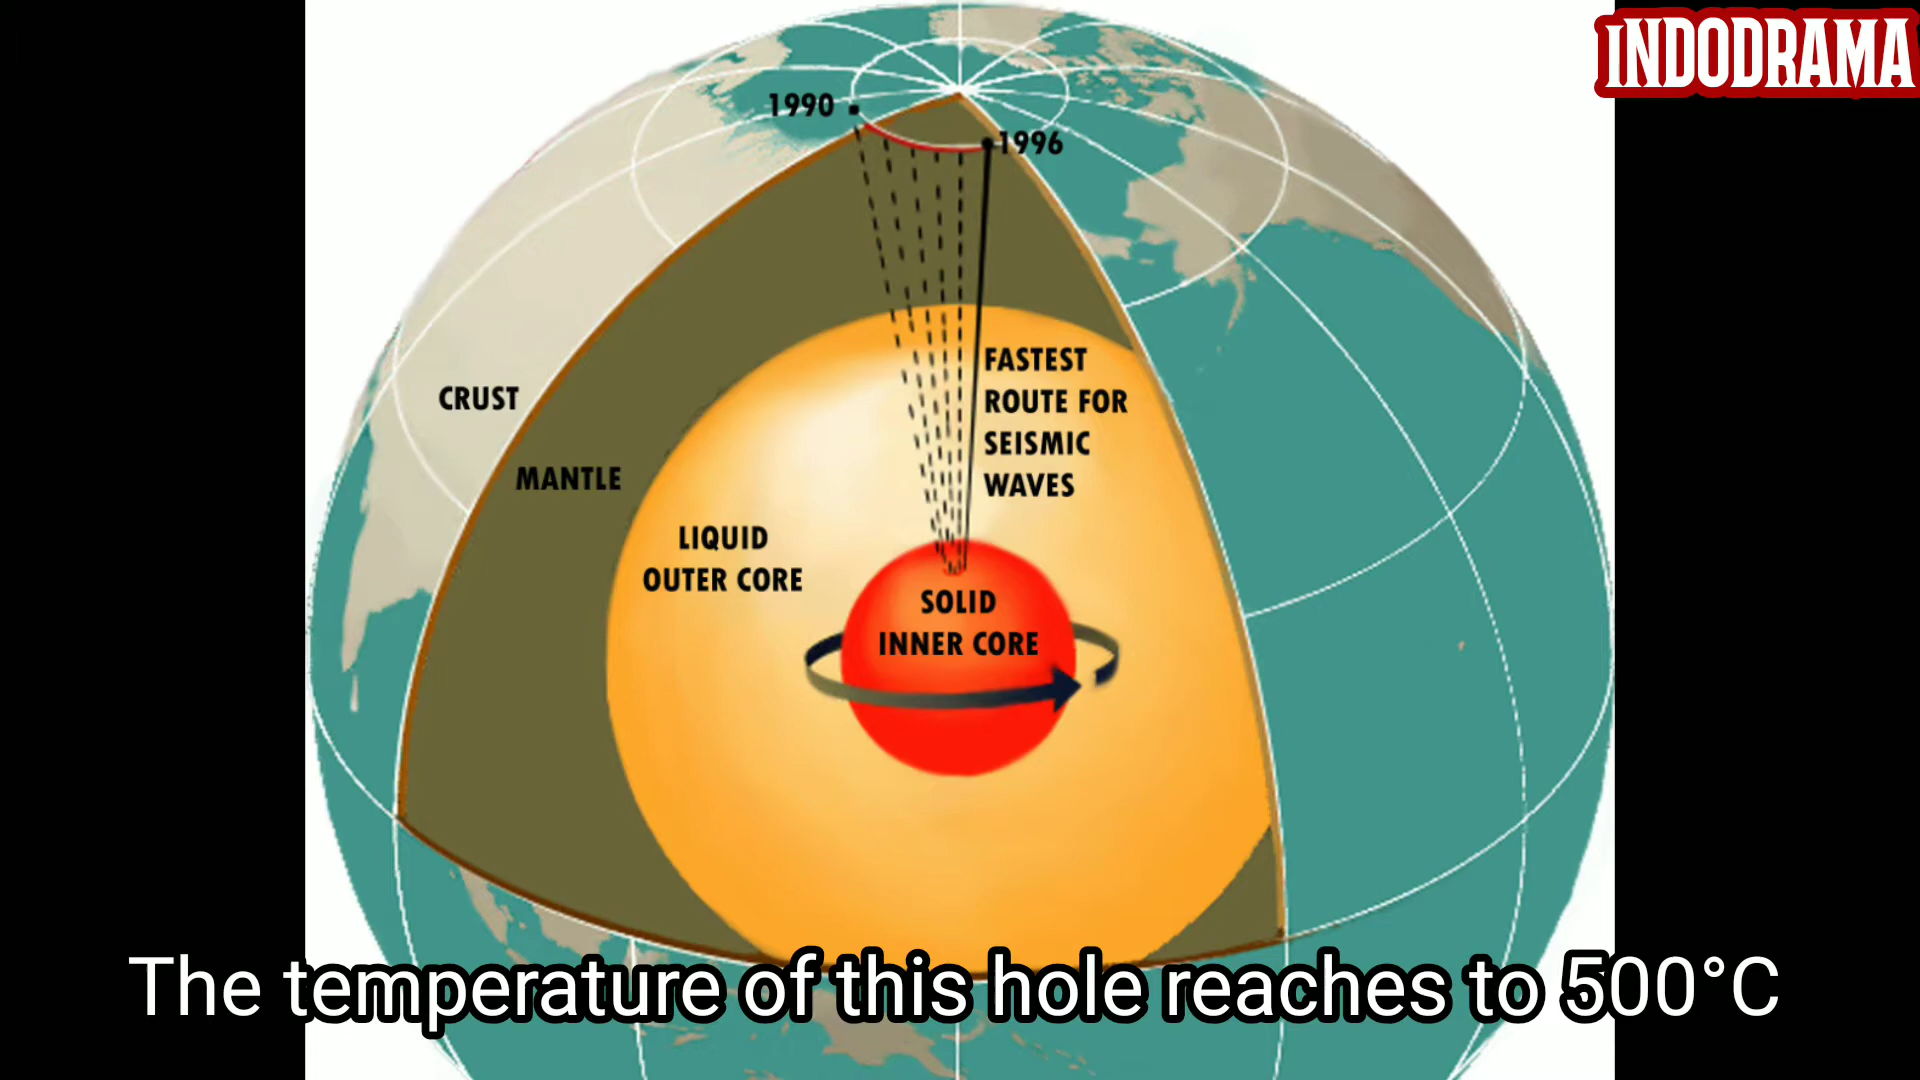 INDODRAMA
1990
1996
FASTEST
ROUTE FOR
SEISMIC
WAVES
CRUST
MANTLE
LIQUID
OUTER CORE
SOLID
INNER CORE
The temperature of this hole reaches to 500°C